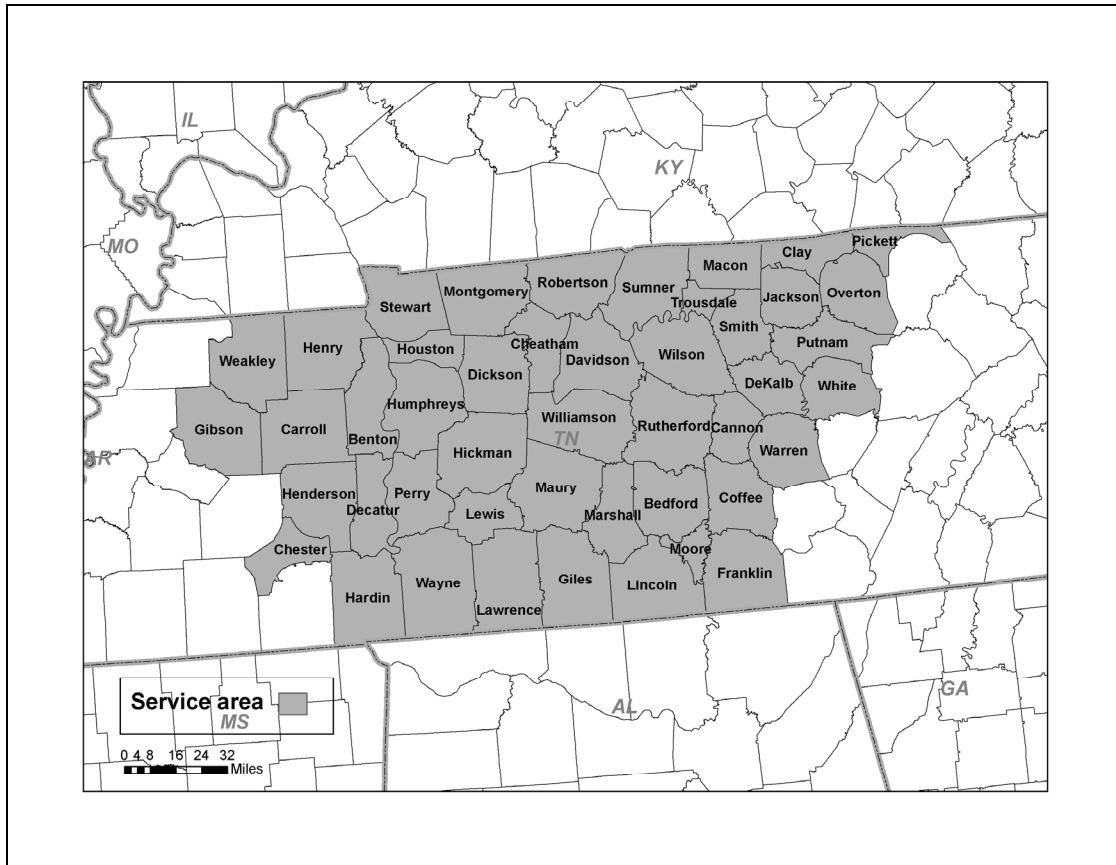 IL
KY
MO
Pickett
Clay
Macon
Robertson
Sumner
Montgomery
Trousdale
Jackson
Overton
Stewart
Smith
Cheatham
Putnam
Houston
Henry
Davidson
Wilson
Weakley
Dickson
DeKalb
White
Humphreys
Williamson
Gibson
Carroll
Rutherford
Cannon
TN
Benton
Warren
AR
Hickman
Maury
Henderson
Perry
Decatur
Lewis
Marshall
Bedford
Coffee
Chester
Moore
Franklin
Wayne
Giles
Lincoln
Hardin
Lawrence
GA
Service area
AL
MS
0 4 8 16 24 32
Miles